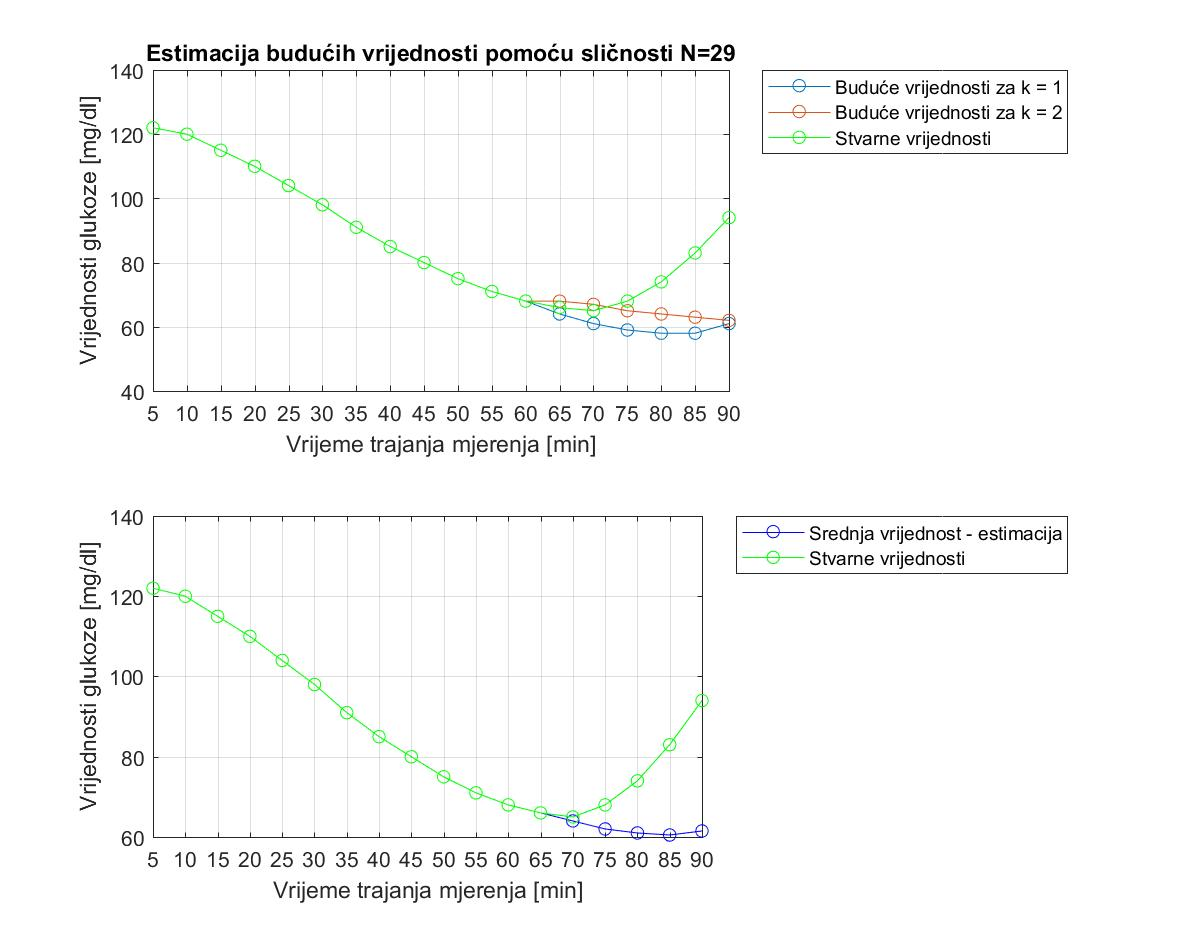 Estimacija budućih vrijednosti pomoću sličnosti N=29
140
120
100
80
60
40
Vrijednosti glukoze [mg/dl]
5 10 15 20 25 30 35 40 45 50 55 60 65 70 75 80 85 90
Vrijeme trajanja mjerenja [min]
Buduće vrijednosti za k = 1
Buduće vrijednosti za k = 2
Stvarne vrijednosti
140
120
100
80
60
Vrijednosti glukoze [mg/dl]
5 10 15 20 25 30 35 40 45 50 55 60 65 70 75 80 85 90
Vrijeme trajanja mjerenja [min]
Srednja vrijednost - estimacija
Stvarne vrijednosti